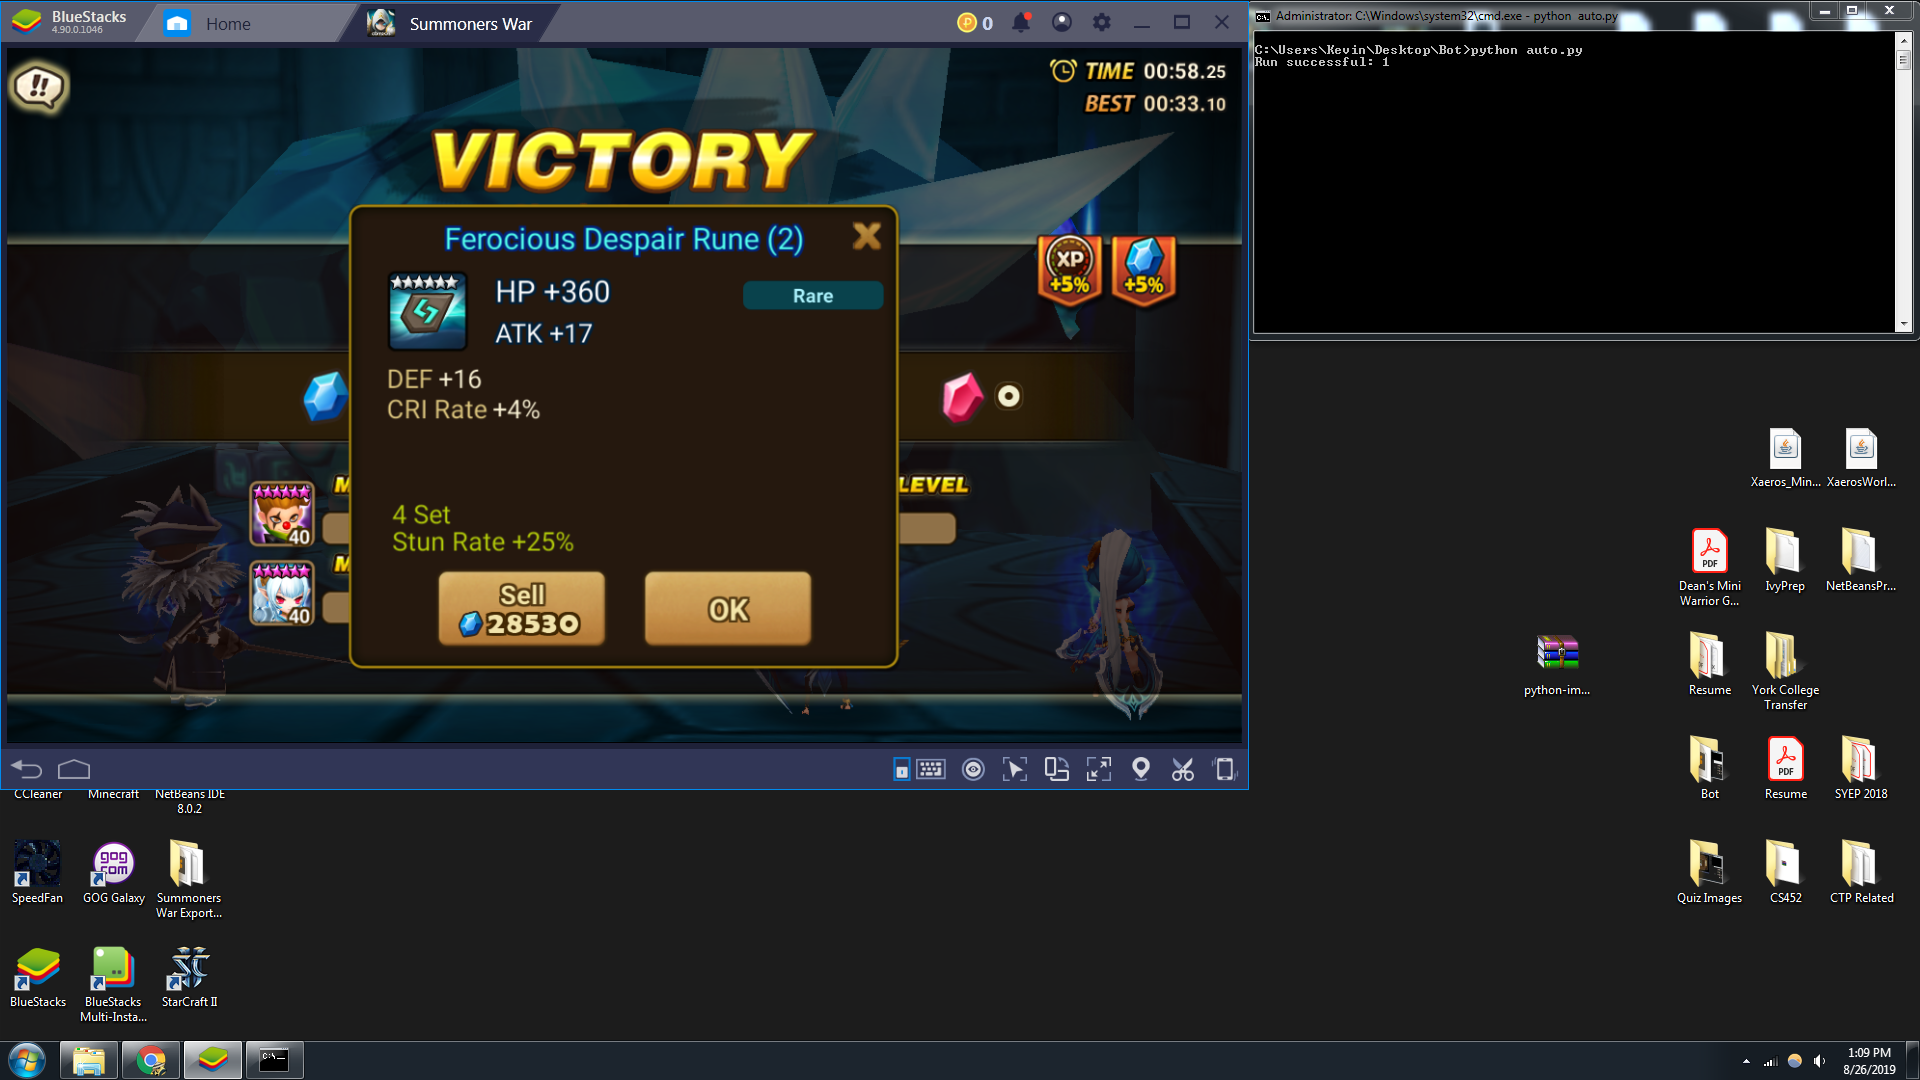 BlueStacks
4.90.0.1046
Home
Summoners War
P 0
Administrator: C:\Windows\system32\cmd.exe - python auto.py
C:\Users\Kevin\Desktop\Bot>python auto.py
Run successful: 1
!!
TIME 00:58.25
BEST 00:33.10
VICTORY
Ferocious Despair Rune (2)
HP +360
Rare
ATK +17
DEF +16
CRI Rate +4%
4 Set
Stun Rate +25%
Sell
28530
OK
XP
+5%
+5%
LEVEL
40
40
CCleaner
Minecraft
NetBeans IDE
8.0.2
SpeedFan
gog
com
GOG Galaxy
Summoners
War Export...
BlueStacks
BlueStacks
Multi-Insta...
StarCraft II
Xaeros_Min...
XaerosWorl...
PDF
Dean's Mini
Warrior G...
IvyPrep
NetBeansPr...
python-im...
Resume
York College
Transfer
Bot
PDF
Resume
SYEP 2018
Quiz Images
CS452
CTP Related
1:09 PM
8/26/2019